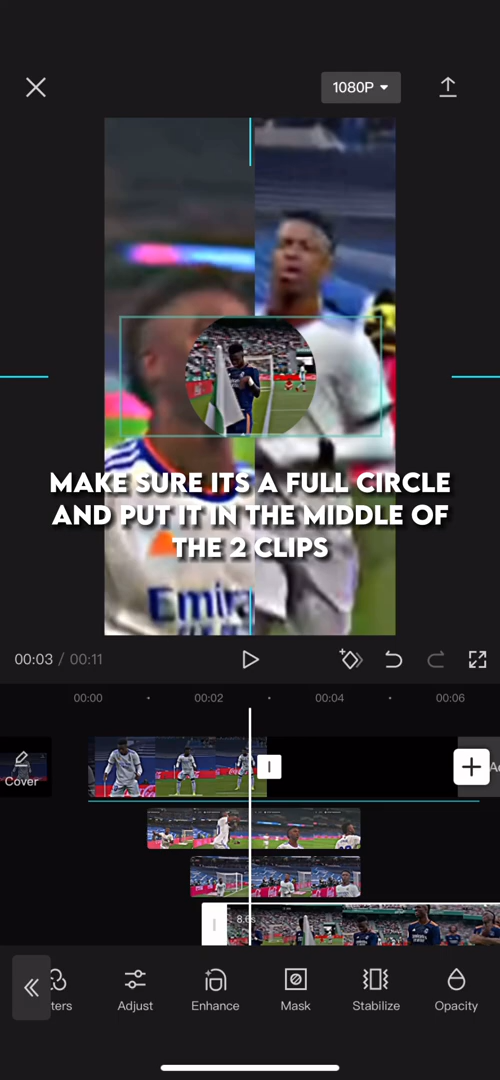 1080P
Emira
MAKE SURE ITS A FULL CIRCLE
AND PUT IT IN THE MIDDLE OF
THE 2 CLIPS
00:03 / 00:11
00:00
00:02
00:04
00:06
Cover
8.6s
ters
Adjust
Enhance
Mask
Stabilize
Opacity